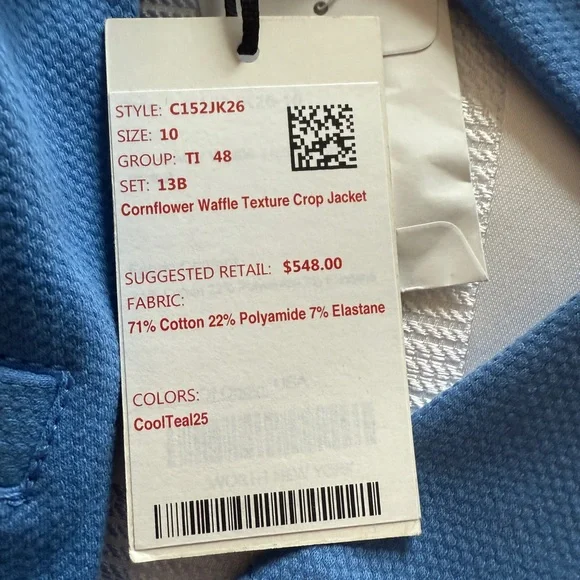 STYLE: C152JK26
SIZE: 10
GROUP: TI 48
SET: 13B
Cornflower Waffle Texture Crop Jacket
SUGGESTED RETAIL: $548.00
FABRIC:
71% Cotton 22% Polyamide 7% Elastane
COLORS:
CoolTeal25